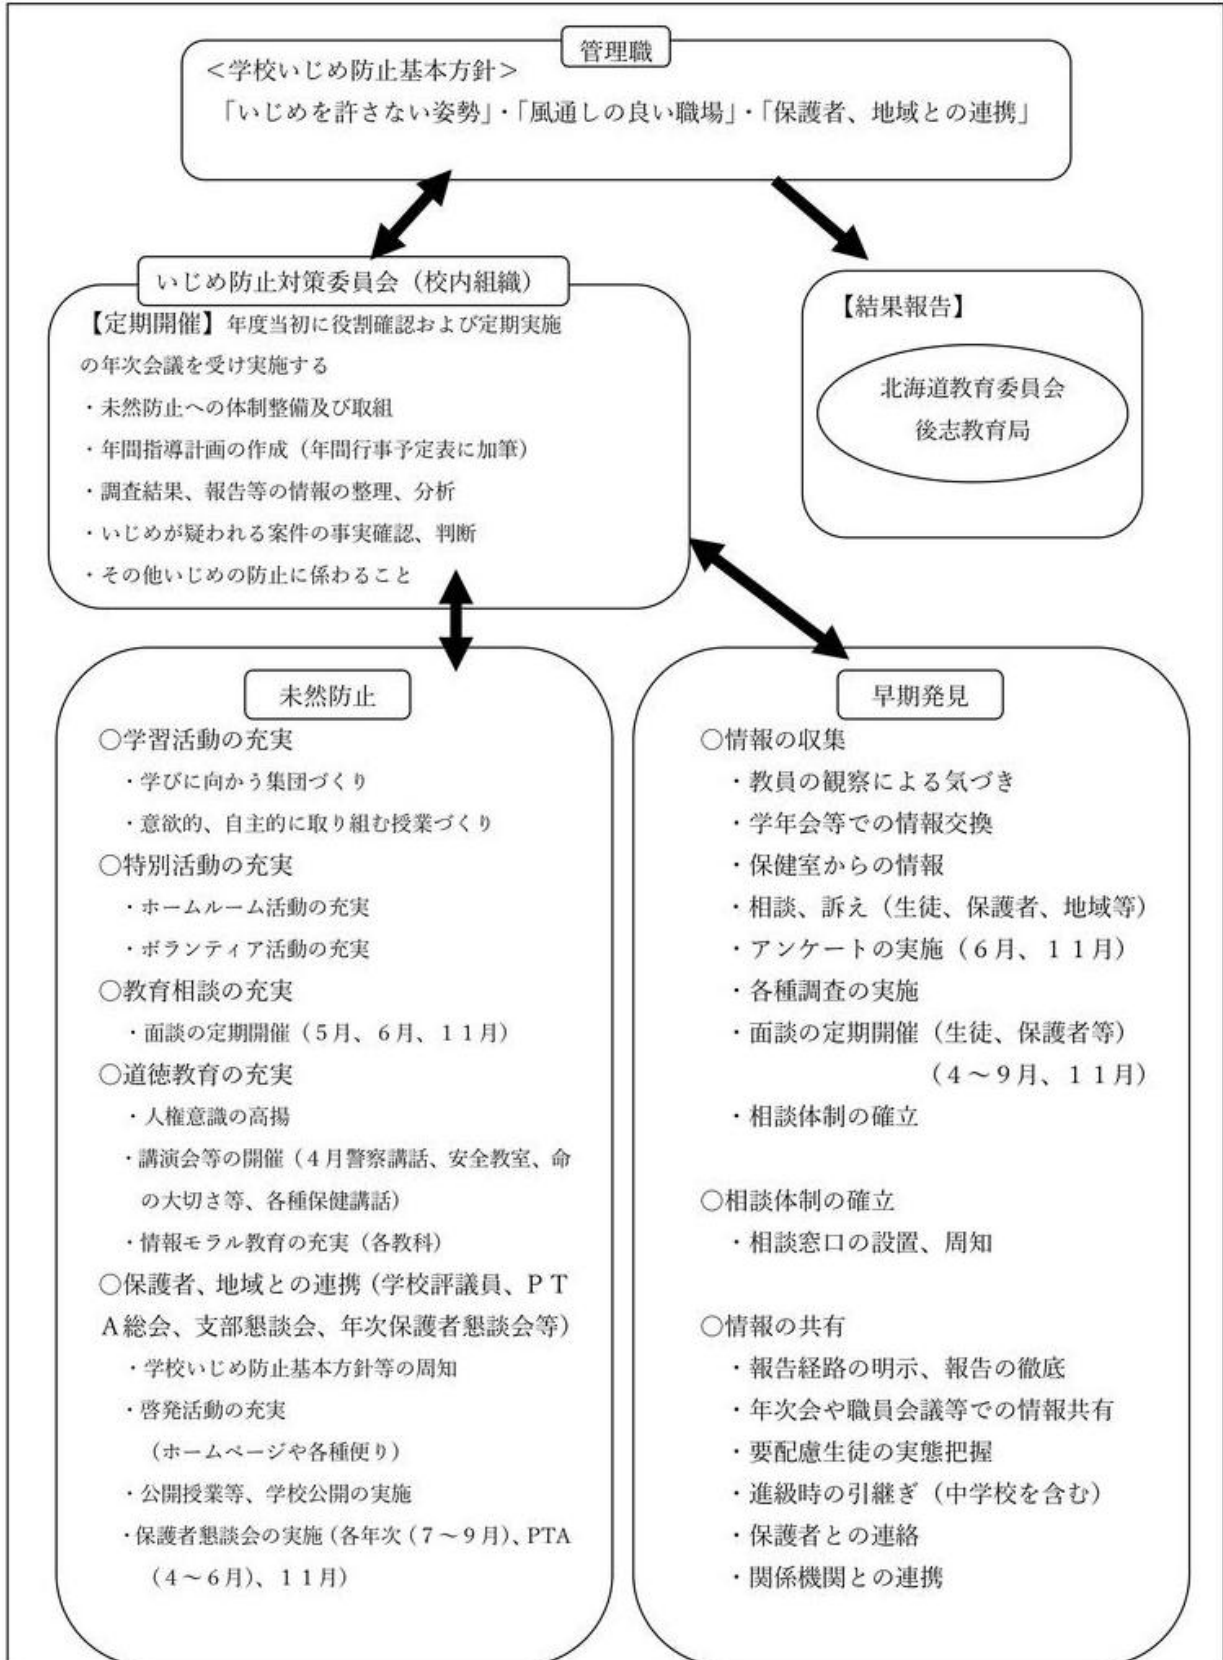 管理職
＜学校いじめ防止基本方針＞
「いじめを許さない姿勢」・「風通しの良い職場」・「保護者、地域との連携」
いじめ防止対策委員会（校内組織）
【定期開催】年度当初に役割確認および定期実施
の年次会議を受け実施する
・未然防止への体制整備及び取組
・年間指導計画の作成（年間行事予定表に加筆）
・調査結果、報告等の情報の整理、分析
・いじめが疑われる案件の事実確認、判断
・その他いじめの防止に係わること
【結果報告】
北海道教育委員会
後志教育局
未然防止
○学習活動の充実
・学びに向かう集団づくり
・意欲的、自主的に取り組む授業づくり
○特別活動の充実
・ホームルーム活動の充実
・ボランティア活動の充実
○教育相談の充実
・面談の定期開催（５月、６月、１１月）
○道徳教育の充実
・人権意識の高揚
・講演会等の開催（４月警察講話、安全教室、命
の大切さ等、各種保健講話）
・情報モラル教育の充実（各教科）
○保護者、地域との連携（学校評議員、ＰＴ
Ａ総会、支部懇談会、年次保護者懇談会等）
・学校いじめ防止基本方針等の周知
・啓発活動の充実
（ホームページや各種便り）
・公開授業等、学校公開の実施
・保護者懇談会の実施（各年次（７～９月）、PTA
（４～６月）、１１月）
早期発見
○情報の収集
・教員の観察による気づき
・学年会等での情報交換
・保健室からの情報
・相談、訴え（生徒、保護者、地域等）
・アンケートの実施（６月、１１月）
・各種調査の実施
・面談の定期開催（生徒、保護者等）
（４～９月、１１月）
・相談体制の確立
○相談体制の確立
・相談窓口の設置、周知
○情報の共有
・報告経路の明示、報告の徹底
・年次会や職員会議等での情報共有
・要配慮生徒の実態把握
・進級時の引継ぎ（中学校を含む）
・保護者との連絡
・関係機関との連携